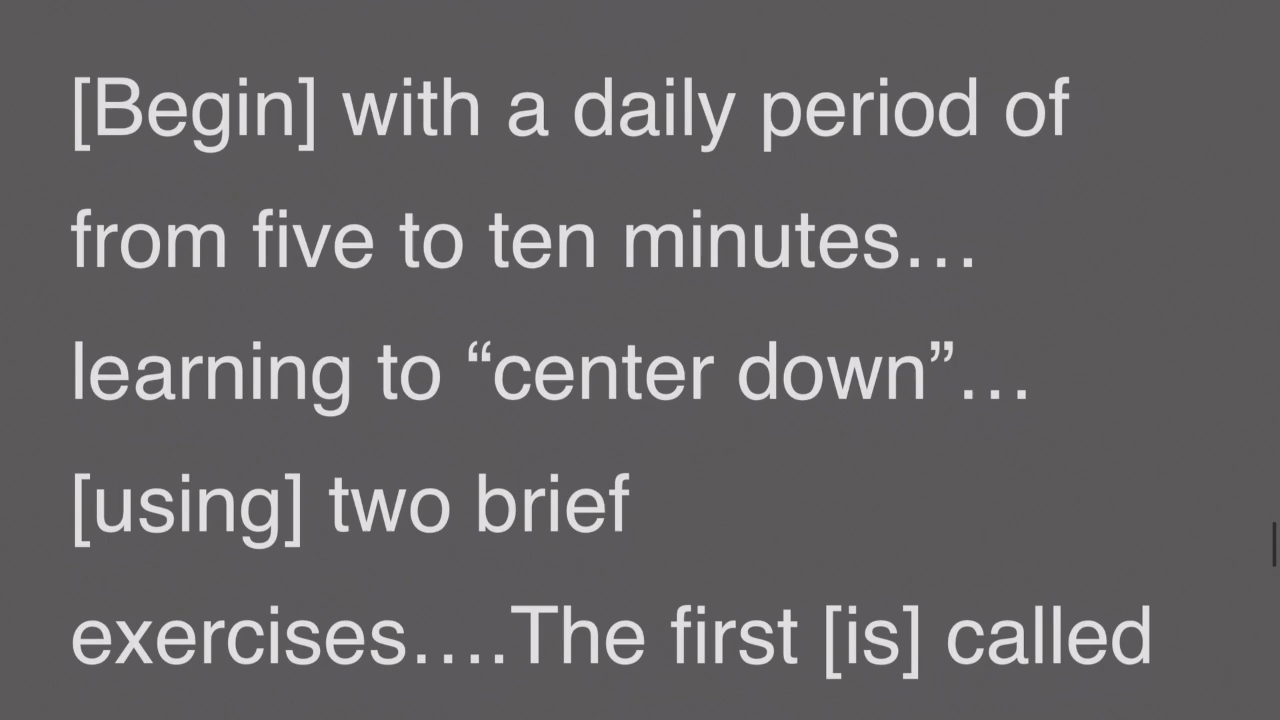 [Begin] with a daily period of
from five to ten minutes…
learning to “center down”…
[using] two brief
exercises….The first [is] called